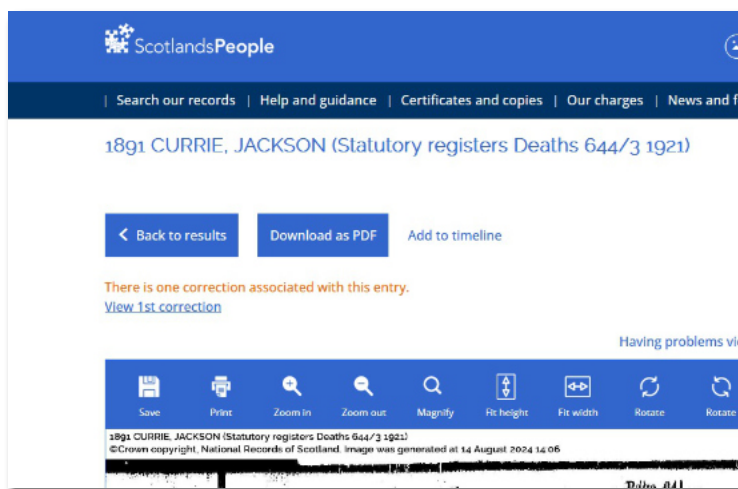 ScotlandsPeople
| Search our records | Help and guidance | Certificates and copies | Our charges | News and f
1891 CURRIE, JACKSON (Statutory registers Deaths 644/3 1921)
Back to results Download as PDF Add to timeline
There is one correction associated with this entry.
View 1st correction
Having problems vi
Save Print Zoom in Zoom out Magnify Fit height Fit width Rotate Rotate
1891 CURRIE, JACKSON (Statutory registers Deaths 644/3 1921)
©Crown copyright, National Records of Scotland. Image was generated at 14 August 2024 14:06